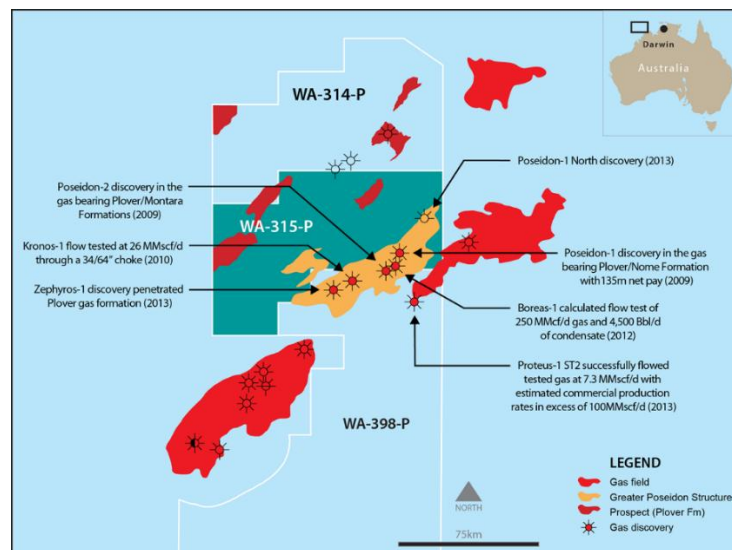 Darwin
Australia
WA-314-P
Poseidon-1 North discovery (2013)
Poseidon-2 discovery in the
gas bearing Plover/Montara
Formations (2009)
WA-315-P
Kronos-1 flow tested at 26 MMscf/d
through a 34/64" choke (2010)
Zephyros-1 discovery penetrated
Plover gas formation (2013)
Poseidon-1 discovery in the gas
bearing Plover/Nome Formation
with 135m net pay (2009)
Boreas-1 calculated flow test of
250 MMcf/d gas and 4,500 Bbl/d
of condensate (2012)
Proteus-1 ST2 successfully flowed
tested gas at 7.3 MMscf/d with
estimated commercial production
rates in excess of 100MMscf/d (2013)
WA-398-P
LEGEND
Gas field
Greater Poseidon Structure
Prospect (Plover Fm)
Gas discovery
NORTH
75km